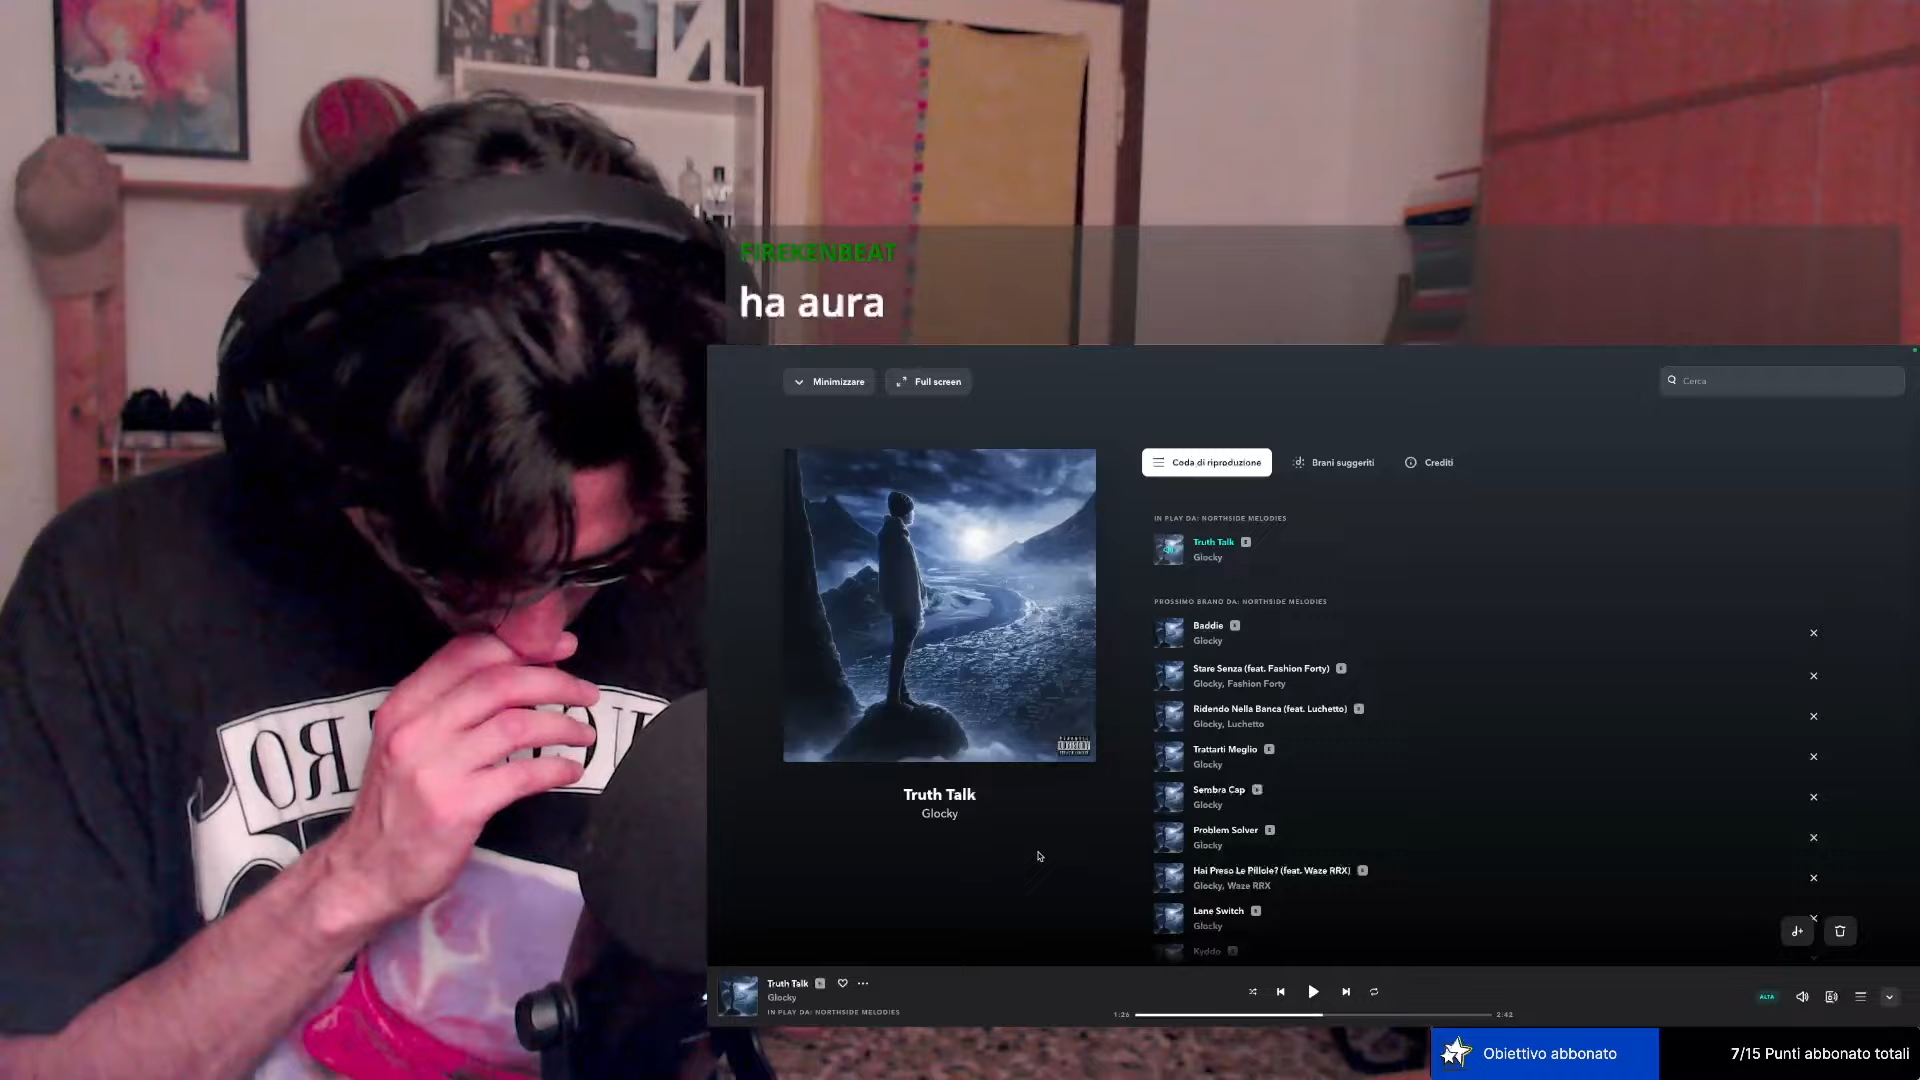 FIREKENBEAT
ha aura
Minimizzare
Full screen
Cerca
Coda di riproduzione
Brani suggeriti
Crediti
IN PLAY DA: NORTHSIDE MELODIES
Truth Talk E
Glocky
PROSSIMO BRANO DA: NORTHSIDE MELODIES
Baddie E
Glocky
Stare Senza (feat. Fashion Forty) E
Glocky, Fashion Forty
Ridendo Nella Banca (feat. Luchetto) E
Glocky, Luchetto
Trattarti Meglio E
Glocky
Sembra Cap E
Glocky
Problem Solver E
Glocky
Hai Preso Le Pillole? (feat. Waze RRX) E
Glocky, Waze RRX
Lane Switch E
Glocky
Kyddo E
Truth Talk
Glocky
Truth Talk E
Glocky
IN PLAY DA: NORTHSIDE MELODIES
1:26
2:42
ALTA
Obiettivo abbonato
7/15 Punti abbonato totali